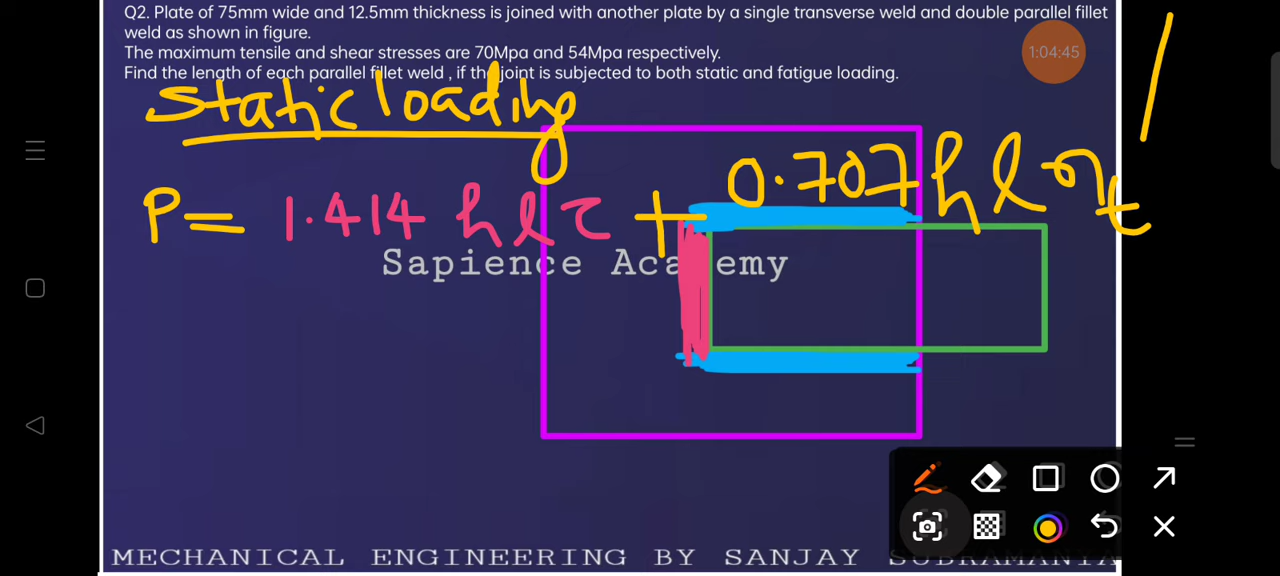 Q2. Plate of 75mm wide and 12.5mm thickness is joined with another plate by a single transverse weld and double parallel fillet
weld as shown in figure.
The maximum tensile and shear stresses are 70Mpa and 54Mpa respectively.
Find the length of each parallel fillet weld , if the joint is subjected to both static and fatigue loading.
1:04:45
Static loading
P = 1.414 h l τ + 0.707 h l σt
Sapience Academy
MECHANICAL ENGINEERING BY SANJAY SUBRAMANIA